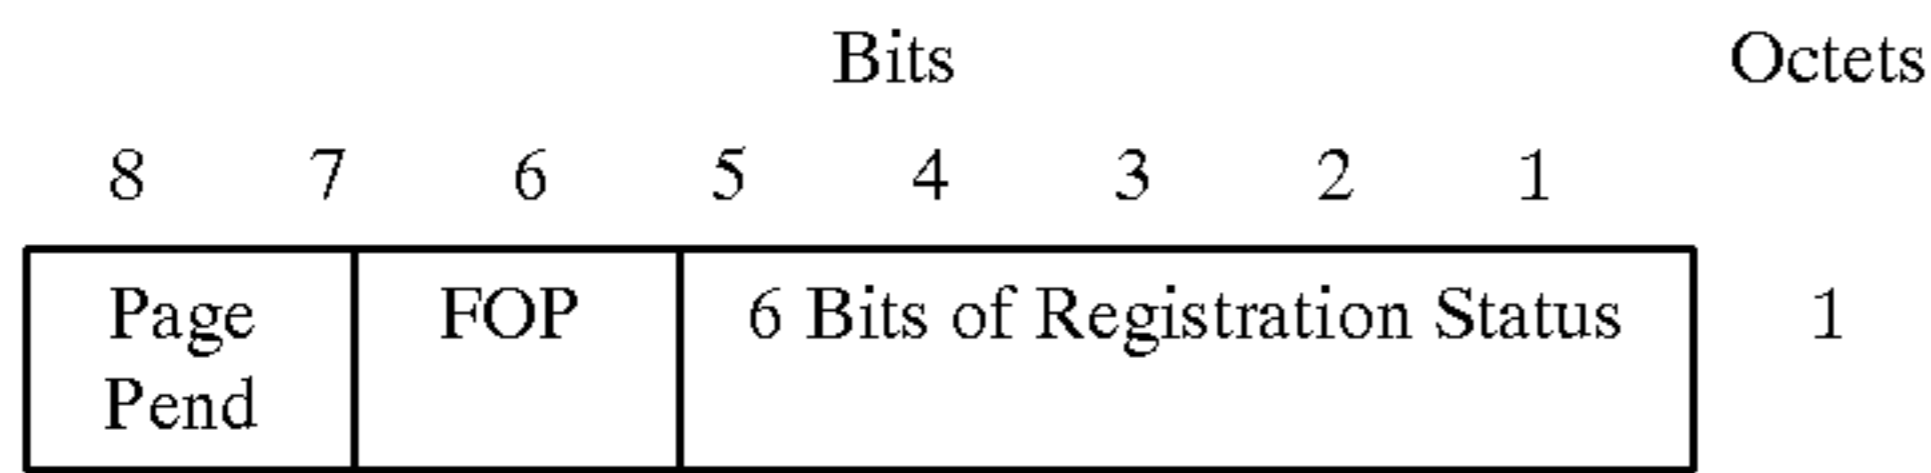 Bits Octets
8 7 6 5 4 3 2 1
Page FOP 6 Bits of Registration Status 1
Pend